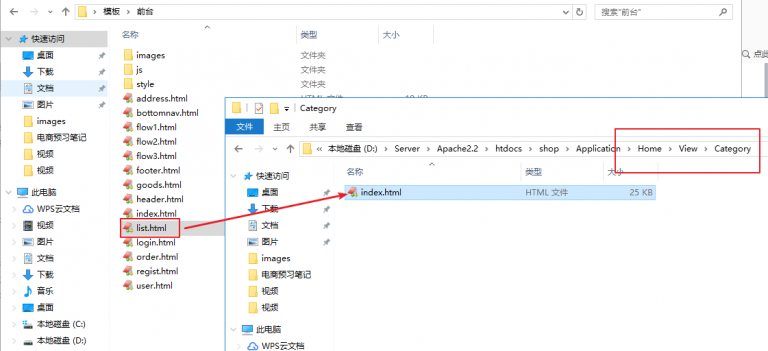 模板 › 前台
搜索"前台"
快速访问
桌面
下载
文档
图片
images
电商预习笔记
视频
视频
此电脑
WPS云文档
视频
图片
文档
下载
音乐
桌面
本地磁盘 (C:)
本地磁盘 (D:)
名称 类型 大小
images 文件夹
js 文件夹
style 文件夹
address.html
bottomnav.html
flow1.html
flow2.html
flow3.html
footer.html
goods.html
header.html
index.html
list.html
login.html
order.html
regist.html
user.html
Category
文件 主页 共享 查看
« 本地磁盘 (D:) › Server › Apache2.2 › htdocs › shop › Application › Home › View › Category
快速访问
桌面
下载
文档
图片
images
电商预习笔记
视频
视频
此电脑
WPS云文档
名称 类型 大小
index.html HTML 文件 25 KB